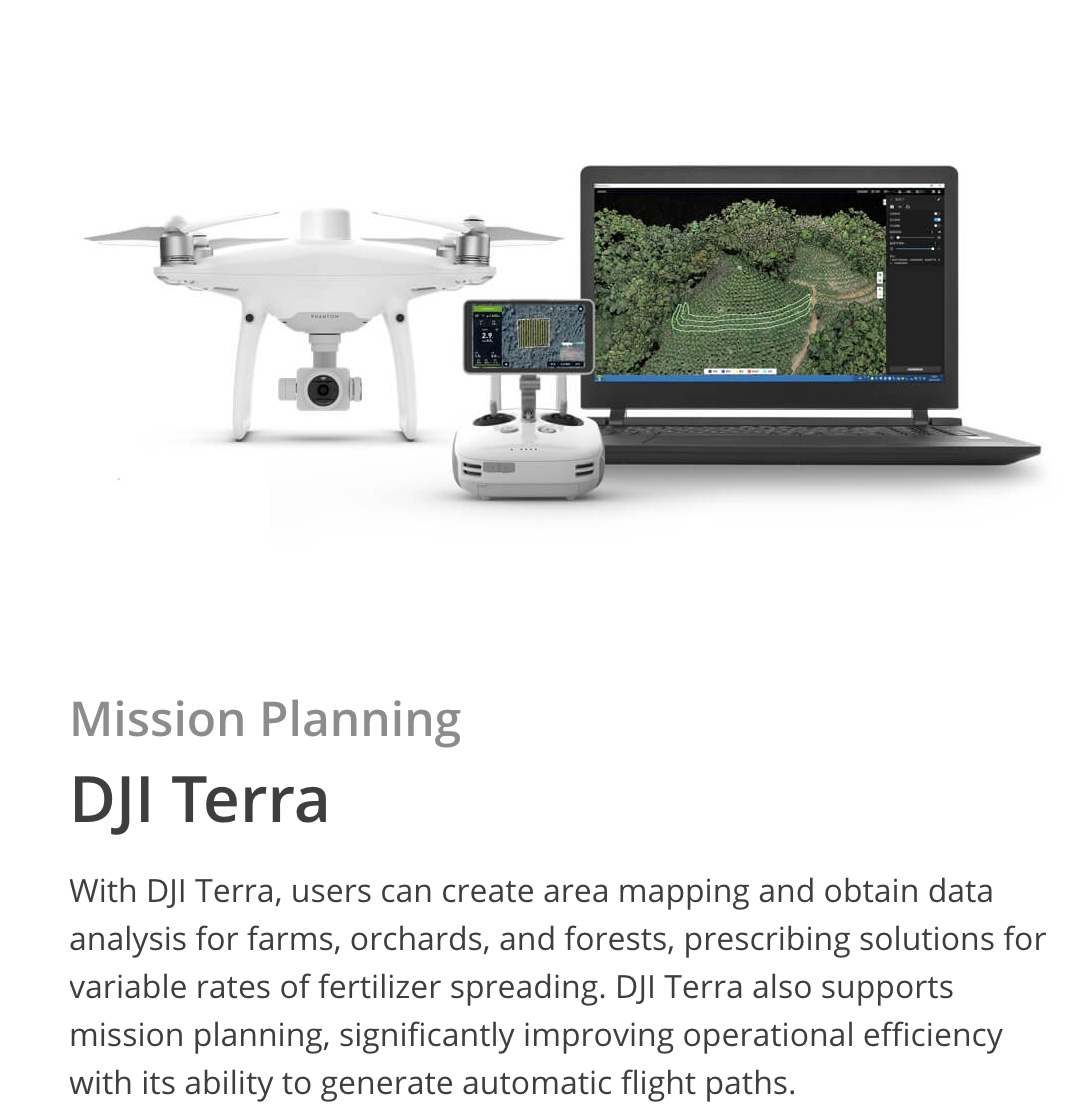 PHANTOM
2.9
Mission Planning
DJI Terra
With DJI Terra, users can create area mapping and obtain data
analysis for farms, orchards, and forests, prescribing solutions for
variable rates of fertilizer spreading. DJI Terra also supports
mission planning, significantly improving operational efficiency
with its ability to generate automatic flight paths.